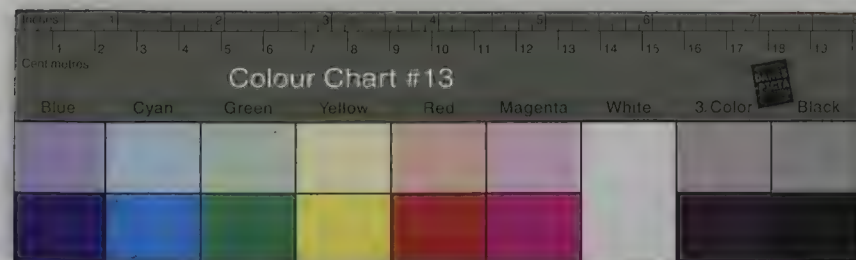 Inches 1 2 3 4 5 6 7
1 2 3 4 5 6 7 8 9 10 11 12 13 14 15 16 17 18 19
Centimetres
Colour Chart #13
DANES PICTA
Blue Cyan Green Yellow Red Magenta White 3.Color Black